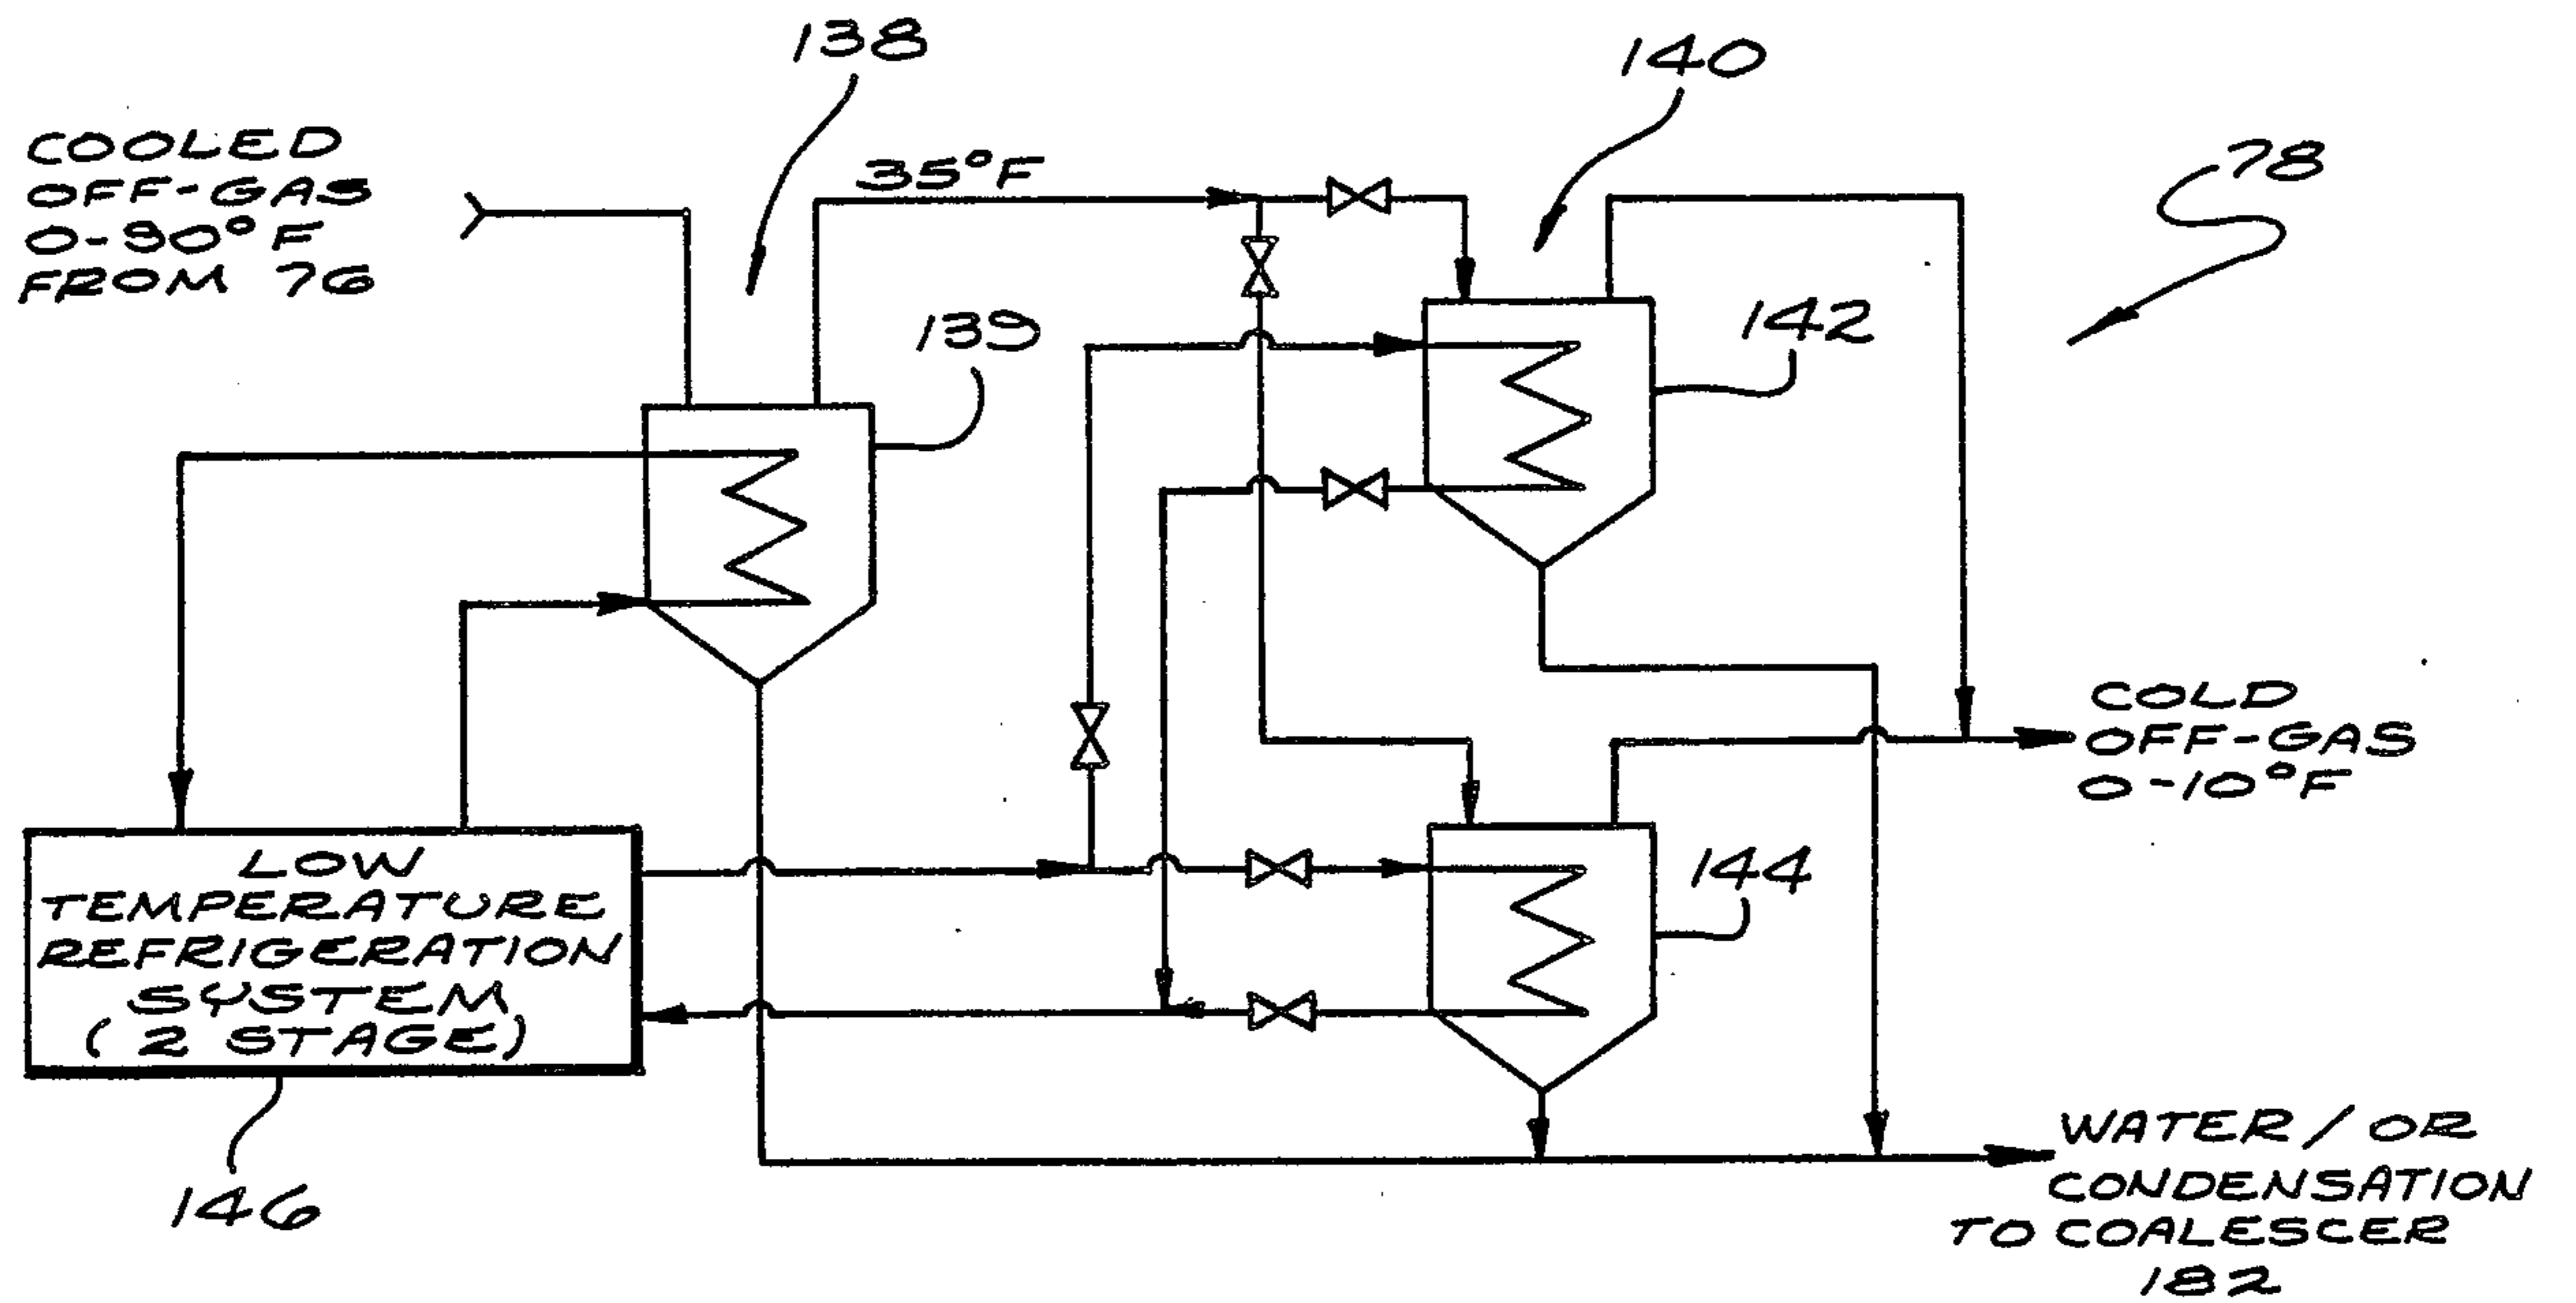 138
140
COOLED
OFF-GAS
0-90°F
FROM 76
35°F
78
139
142
COLD
OFF-GAS
0-10°F
LOW
TEMPERATURE
REFRIGERATION
SYSTEM
(2 STAGE)
144
146
WATER/OR
CONDENSATION
TO COALESCER
182